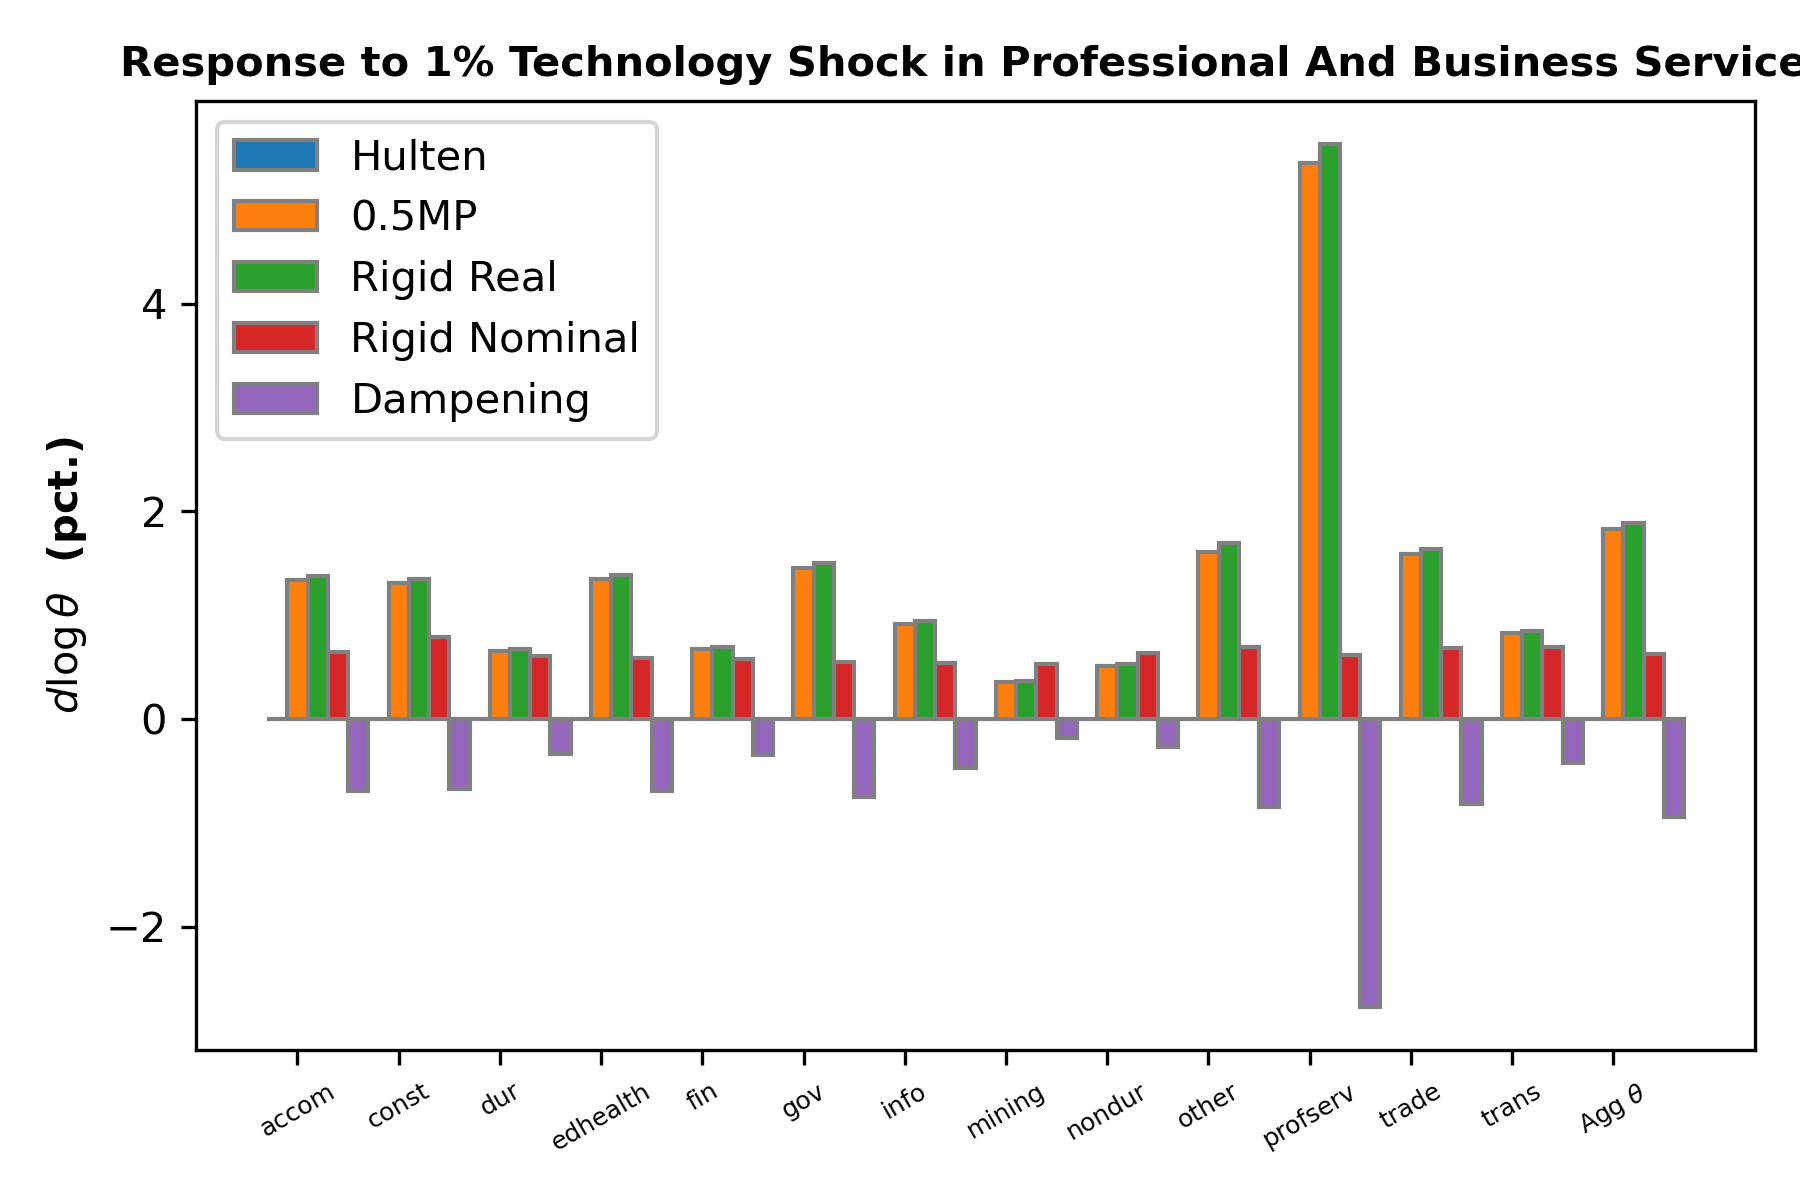 Response to 1% Technology Shock in Professional And Business Service
Hulten
0.5MP
Rigid Real
Rigid Nominal
Dampening
d log θ (pct.)
4
2
0
−2
accom
const
dur
edhealth
fin
gov
info
mining
nondur
other
profserv
trade
trans
Agg θ